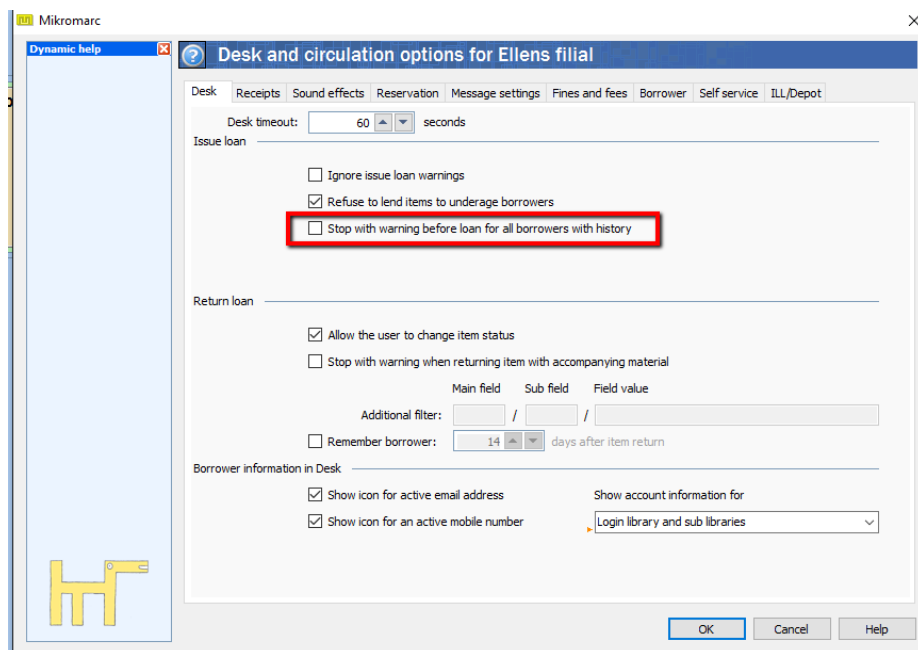 Mikromarc
Dynamic help
Desk and circulation options for Ellens filial
Desk Receipts Sound effects Reservation Message settings Fines and fees Borrower Self service ILL/Depot
Desk timeout: 60 seconds
Issue loan
Ignore issue loan warnings
Refuse to lend items to underage borrowers
Stop with warning before loan for all borrowers with history
Return loan
Allow the user to change item status
Stop with warning when returning item with accompanying material
Main field Sub field Field value
Additional filter: / /
Remember borrower: 14 days after item return
Borrower information in Desk
Show icon for active email address Show account information for
Show icon for an active mobile number Login library and sub libraries
OK Cancel Help